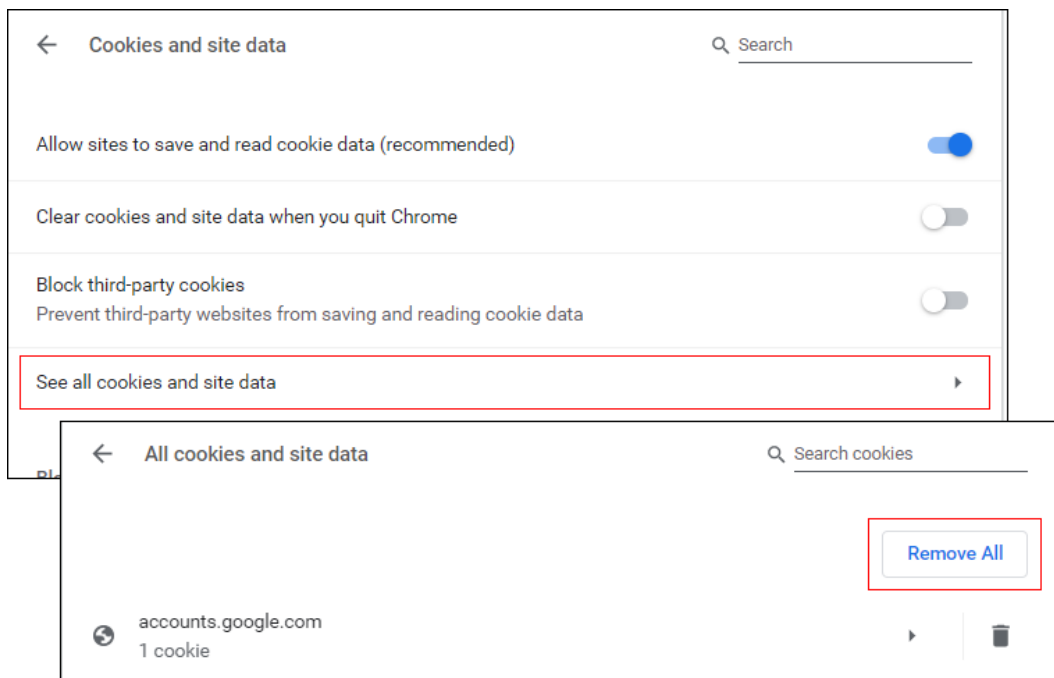 Cookies and site data
Search
Allow sites to save and read cookie data (recommended)
Clear cookies and site data when you quit Chrome
Block third-party cookies
Prevent third-party websites from saving and reading cookie data
See all cookies and site data
All cookies and site data
Search cookies
Remove All
accounts.google.com
1 cookie